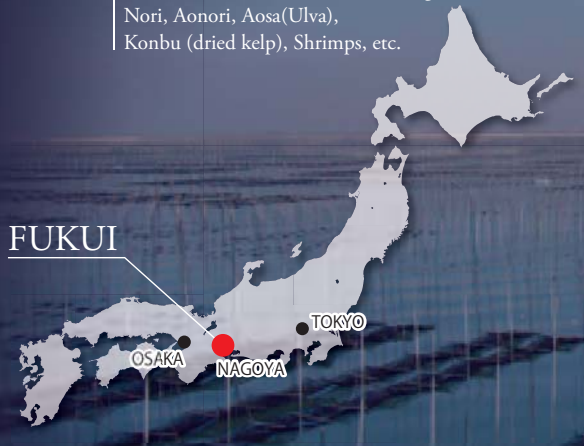 Nori, Aonori, Aosa(Ulva),
Konbu (dried kelp), Shrimps, etc.
FUKUI
TOKYO
OSAKA
NAGOYA